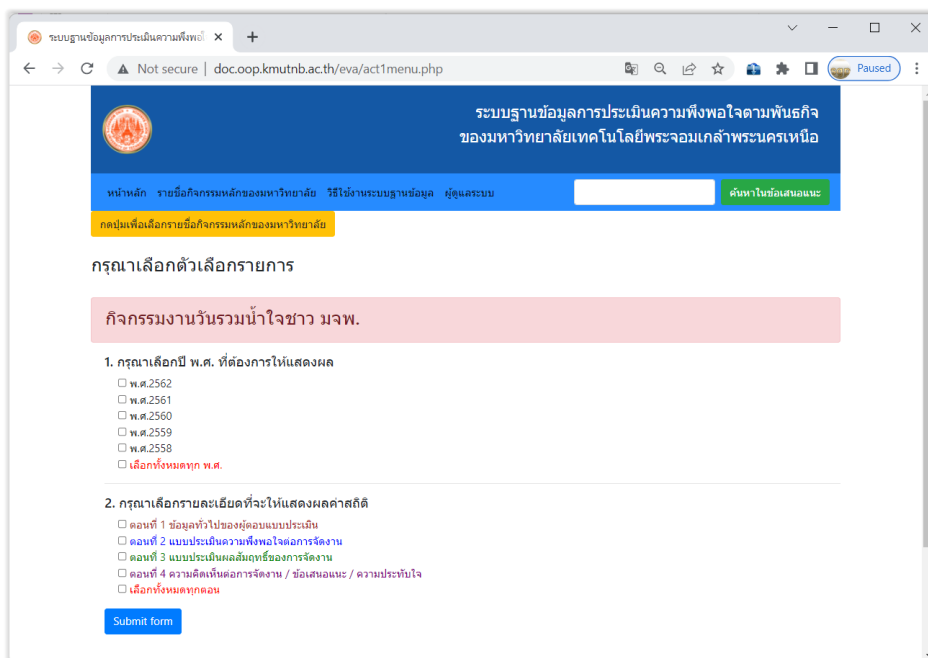 ระบบฐานข้อมูลการประเมินความพึงพอใ
Not secure | doc.oop.kmutnb.ac.th/eva/act1menu.php
Paused
ระบบฐานข้อมูลการประเมินความพึงพอใจตามพันธกิจ
ของมหาวิทยาลัยเทคโนโลยีพระจอมเกล้าพระนครเหนือ
หน้าหลัก รายชื่อกิจกรรมหลักของมหาวิทยาลัย วิธีใช้งานระบบฐานข้อมูล ผู้ดูแลระบบ ค้นหาในข้อเสนอแนะ
กดปุ่มเพื่อเลือกรายชื่อกิจกรรมหลักของมหาวิทยาลัย
กรุณาเลือกตัวเลือกรายการ
กิจกรรมงานวันรวมน้ำใจชาว มจพ.
1. กรุณาเลือกปี พ.ศ. ที่ต้องการให้แสดงผล
พ.ศ.2562
พ.ศ.2561
พ.ศ.2560
พ.ศ.2559
พ.ศ.2558
เลือกทั้งหมดทุก พ.ศ.
2. กรุณาเลือกรายละเอียดที่จะให้แสดงผลค่าสถิติ
ตอนที่ 1 ข้อมูลทั่วไปของผู้ตอบแบบประเมิน
ตอนที่ 2 แบบประเมินความพึงพอใจต่อการจัดงาน
ตอนที่ 3 แบบประเมินผลสัมฤทธิ์ของการจัดงาน
ตอนที่ 4 ความคิดเห็นต่อการจัดงาน / ข้อเสนอแนะ / ความประทับใจ
เลือกทั้งหมดทุกตอน
Submit form